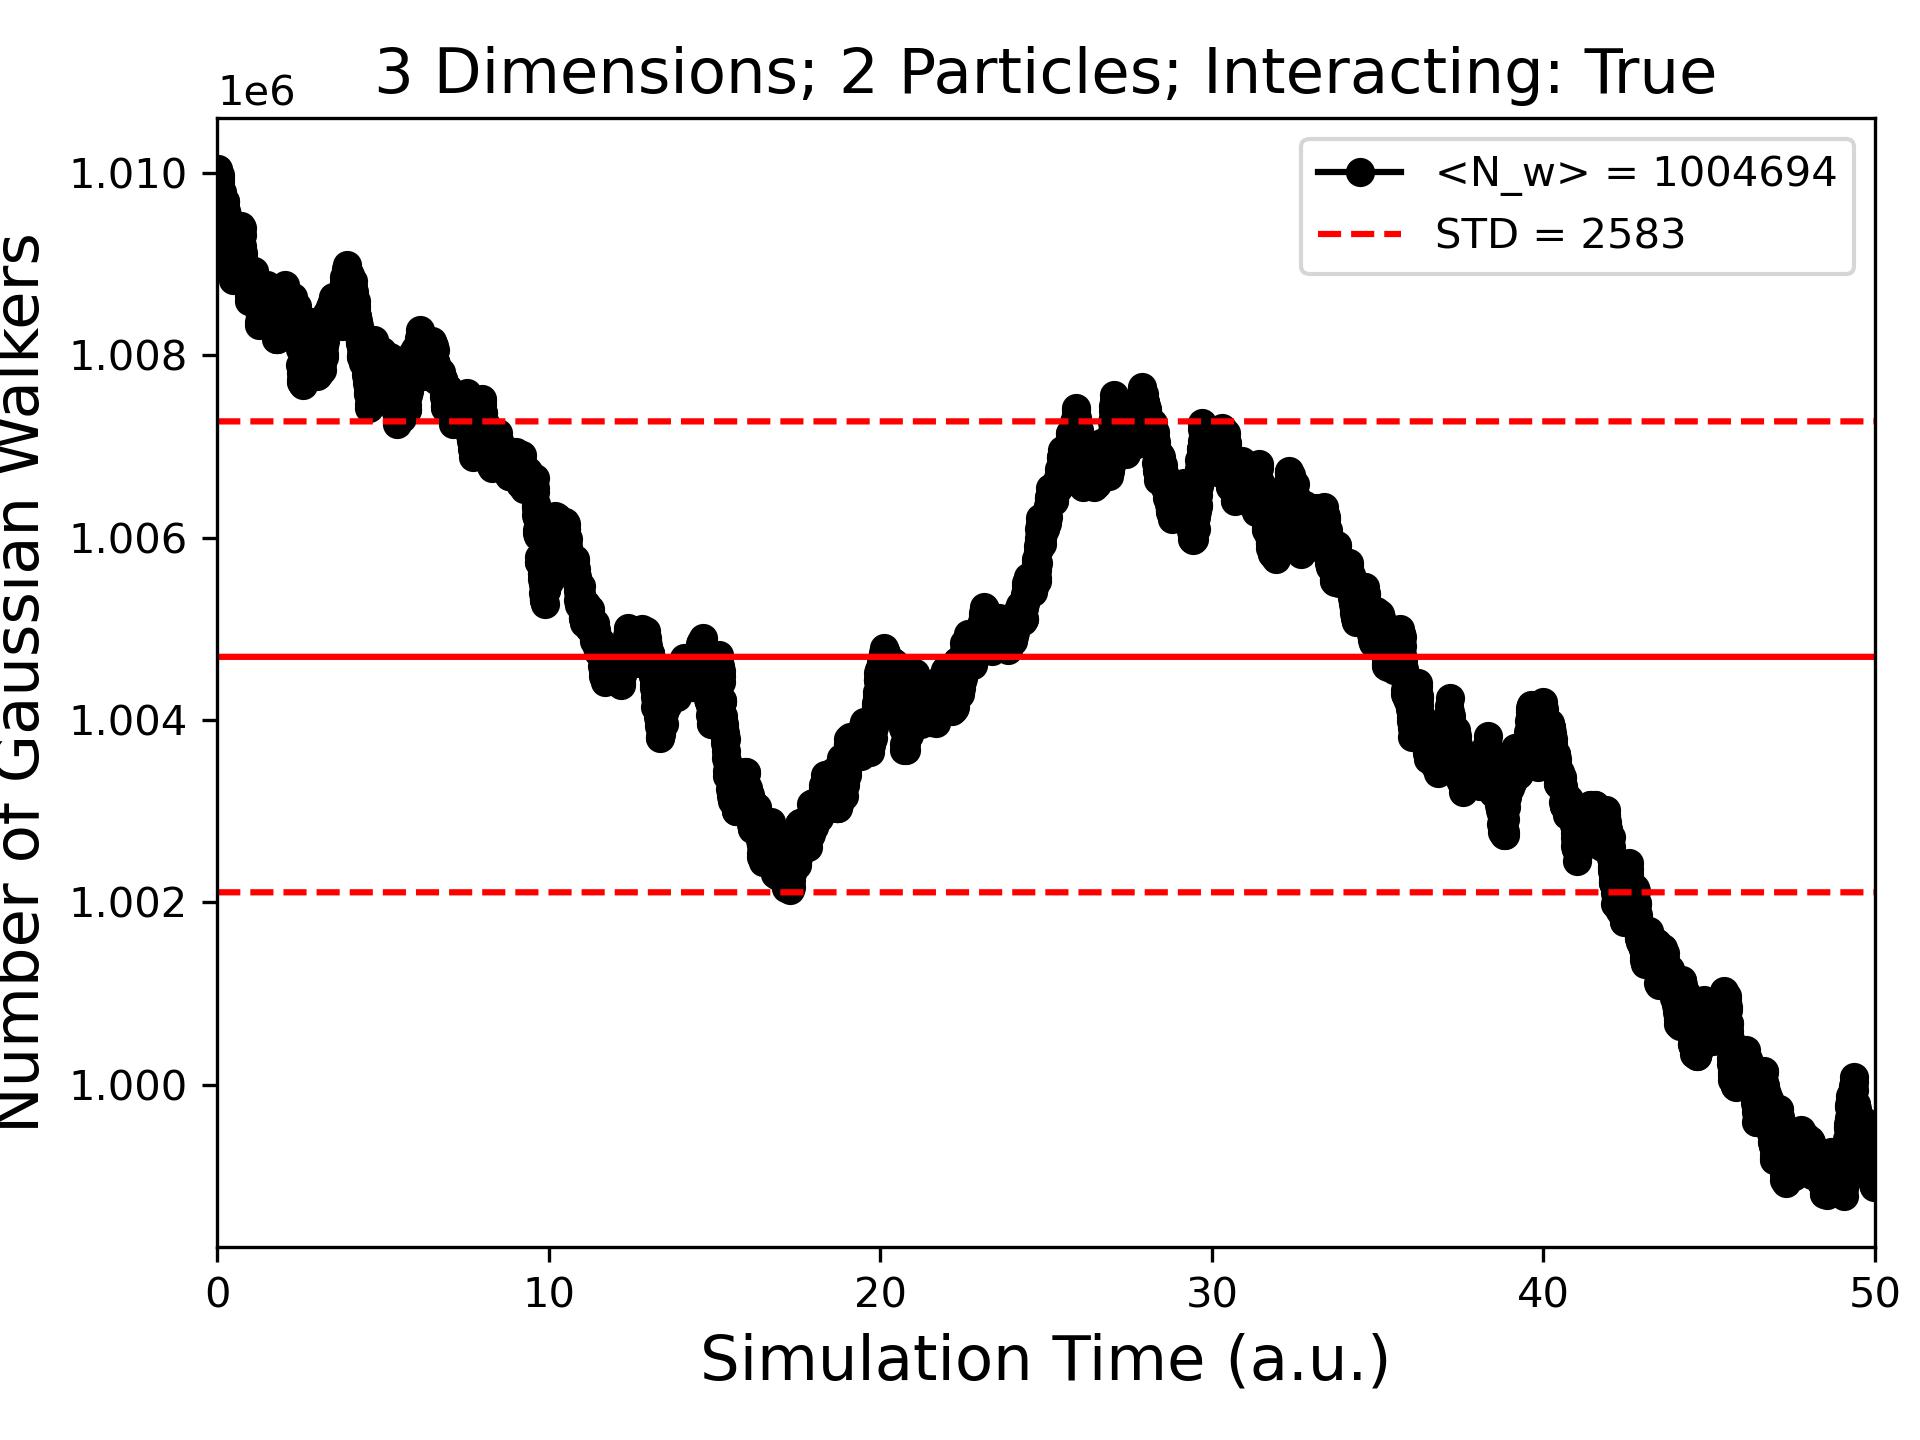 3 Dimensions; 2 Particles; Interacting: True
1e6
<N_w> = 1004694
STD = 2583
1.010
1.008
1.006
1.004
1.002
1.000
Number of Gaussian Walkers
0 10 20 30 40 50
Simulation Time (a.u.)